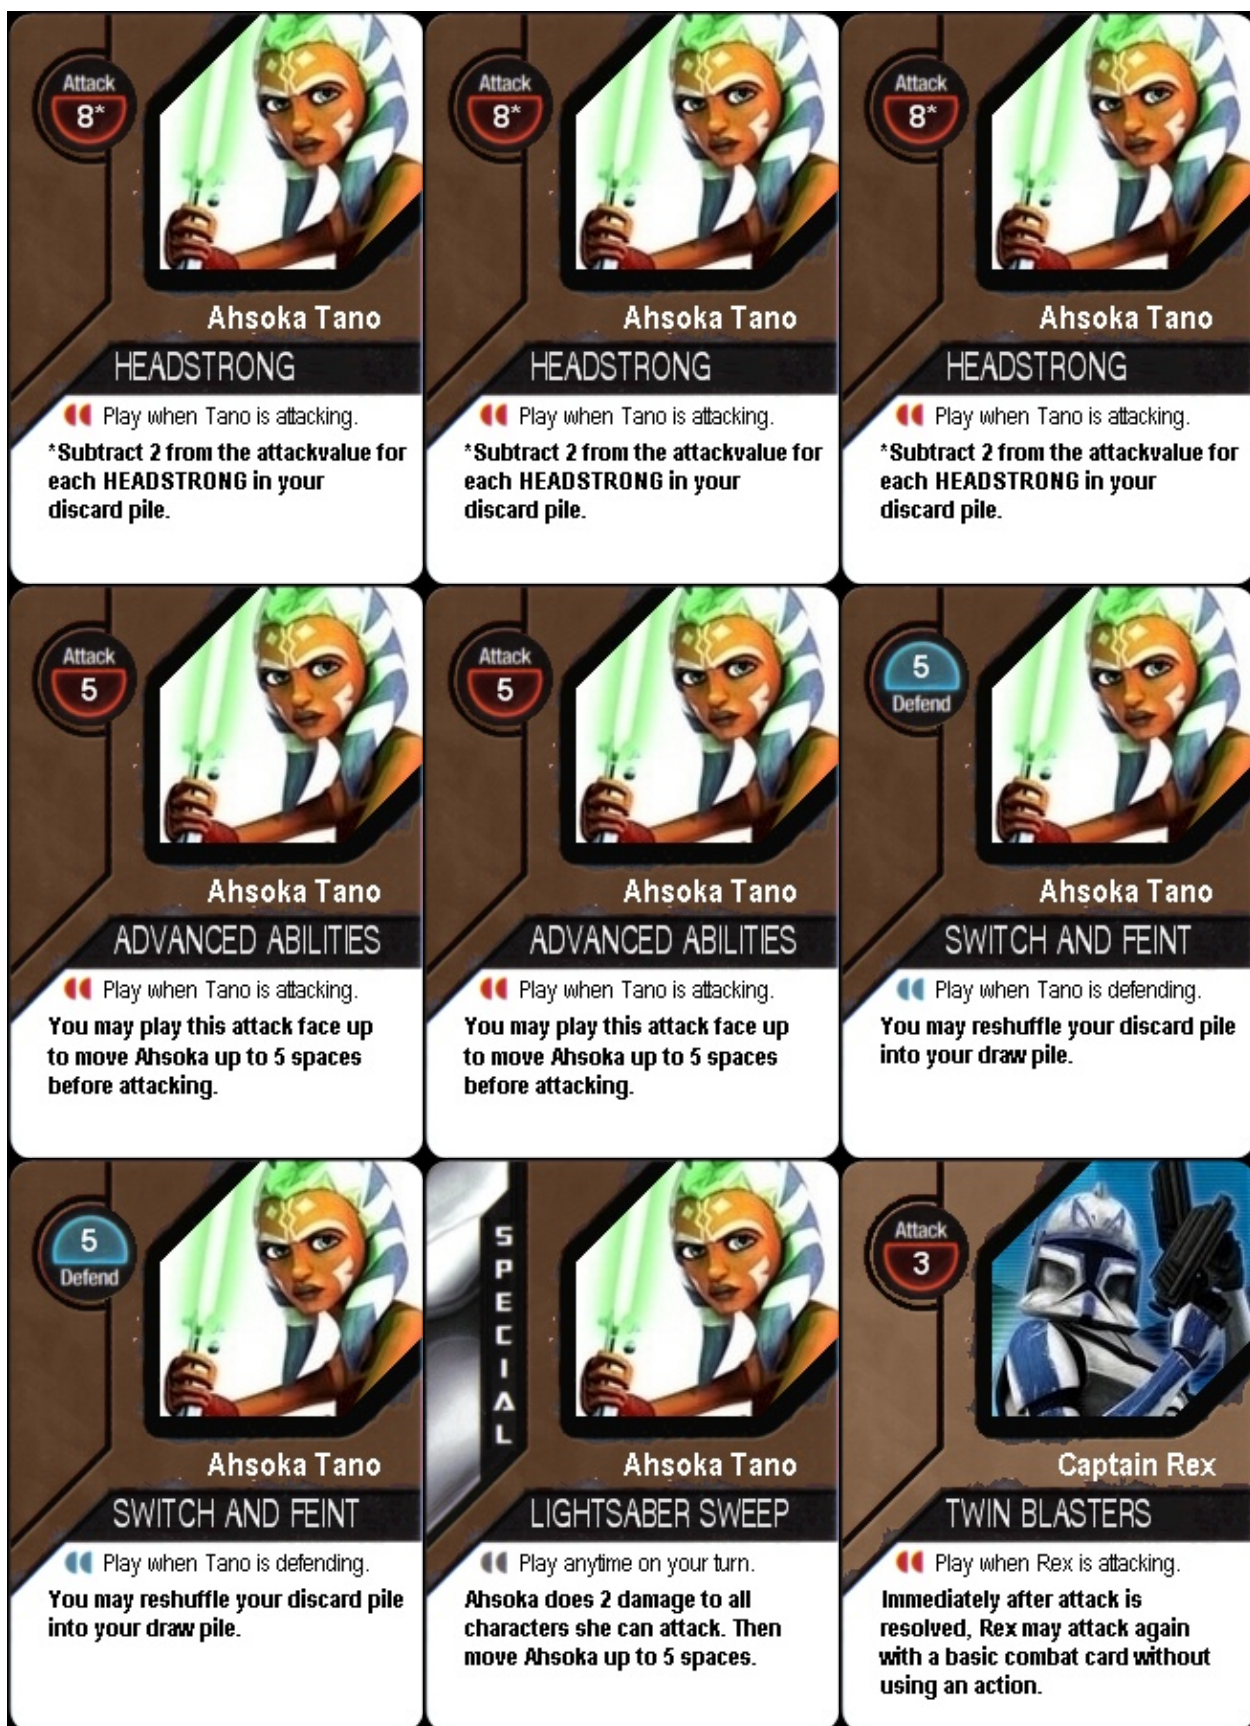 Attack
8*
Ahsoka Tano
HEADSTRONG
Play when Tano is attacking.
*Subtract 2 from the attackvalue for
each HEADSTRONG in your
discard pile.
Attack
8*
Ahsoka Tano
HEADSTRONG
Play when Tano is attacking.
*Subtract 2 from the attackvalue for
each HEADSTRONG in your
discard pile.
Attack
8*
Ahsoka Tano
HEADSTRONG
Play when Tano is attacking.
*Subtract 2 from the attackvalue for
each HEADSTRONG in your
discard pile.
Attack
5
Ahsoka Tano
ADVANCED ABILITIES
Play when Tano is attacking.
You may play this attack face up
to move Ahsoka up to 5 spaces
before attacking.
Attack
5
Ahsoka Tano
ADVANCED ABILITIES
Play when Tano is attacking.
You may play this attack face up
to move Ahsoka up to 5 spaces
before attacking.
5
Defend
Ahsoka Tano
SWITCH AND FEINT
Play when Tano is defending.
You may reshuffle your discard pile
into your draw pile.
5
Defend
Ahsoka Tano
SWITCH AND FEINT
Play when Tano is defending.
You may reshuffle your discard pile
into your draw pile.
SPECIAL
Ahsoka Tano
LIGHTSABER SWEEP
Play anytime on your turn.
Ahsoka does 2 damage to all
characters she can attack. Then
move Ahsoka up to 5 spaces.
Attack
3
Captain Rex
TWIN BLASTERS
Play when Rex is attacking.
Immediately after attack is
resolved, Rex may attack again
with a basic combat card without
using an action.